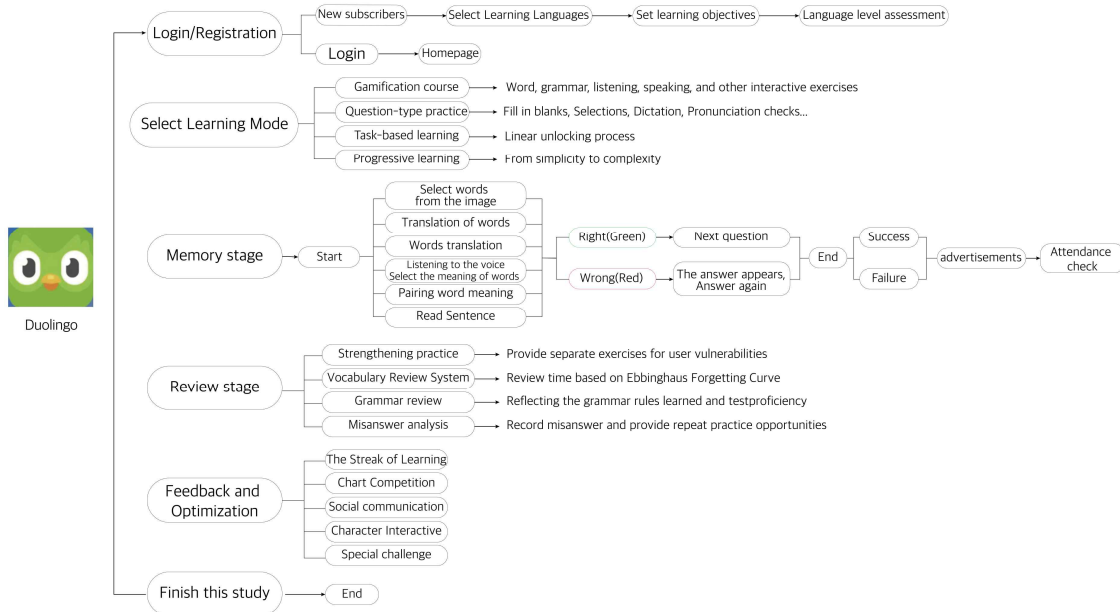 Duolingo
Login/Registration
New subscribers
Select Learning Languages
Set learning objectives
Language level assessment
Login
Homepage
Select Learning Mode
Gamification course
Word, grammar, listening, speaking, and other interactive exercises
Question-type practice
Fill in blanks, Selections, Dictation, Pronunciation checks...
Task-based learning
Linear unlocking process
Progressive learning
From simplicity to complexity
Memory stage
Start
Select words
from the image
Translation of words
Words translation
Listening to the voice
Select the meaning of words
Pairing word meaning
Read Sentence
Right(Green)
Next question
Wrong(Red)
The answer appears,
Answer again
End
Success
Failure
advertisements
Attendance
check
Review stage
Strengthening practice
Provide separate exercises for user vulnerabilities
Vocabulary Review System
Review time based on Ebbinghaus Forgetting Curve
Grammar review
Reflecting the grammar rules learned and testproficiency
Misanswer analysis
Record misanswer and provide repeat practice opportunities
Feedback and
Optimization
The Streak of Learning
Chart Competition
Social communication
Character Interactive
Special challenge
Finish this study
End